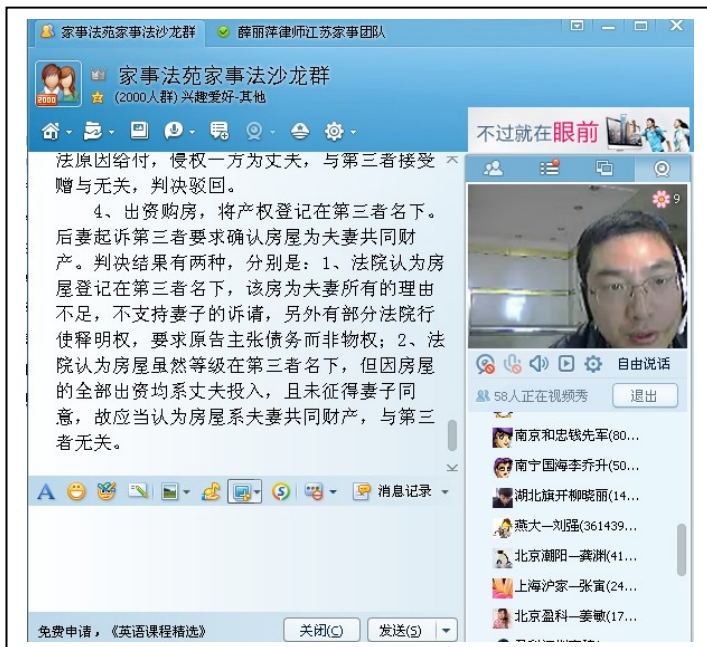 家事法苑家事法沙龙群
薛丽萍律师江苏家事团队
家事法苑家事法沙龙群
2000
(2000人群) 兴趣爱好-其他
不过就在眼前
法原因给付，侵权一方为丈夫，与第三者接受
赠与无关，判决驳回。
4、出资购房，将产权登记在第三者名下。
后妻起诉第三者要求确认房屋为夫妻共同财
产。判决结果有两种，分别是：1、法院认为房
屋登记在第三者名下，该房为夫妻所有的理由
不足，不支持妻子的诉请，另外有部分法院行
使释明权，要求原告主张债务而非物权；2、法
院认为房屋虽然等级在第三者名下，但因房屋
的全部出资均系丈夫投入，且未征得妻子同
意，故应当认为房屋系夫妻共同财产，与第三
者无关。
9
自由说话
58人正在视频秀
退出
南京和忠钱先军(80...
南宁国海李乔升(50...
湖北旗开柳晓丽(14...
燕大—刘强(361439...
北京潮阳—龚渊(41...
上海沪家—张寅(24...
北京盈科—姜敏(17...
消息记录
免费申请，《英语课程精选》
关闭(C)
发送(S)